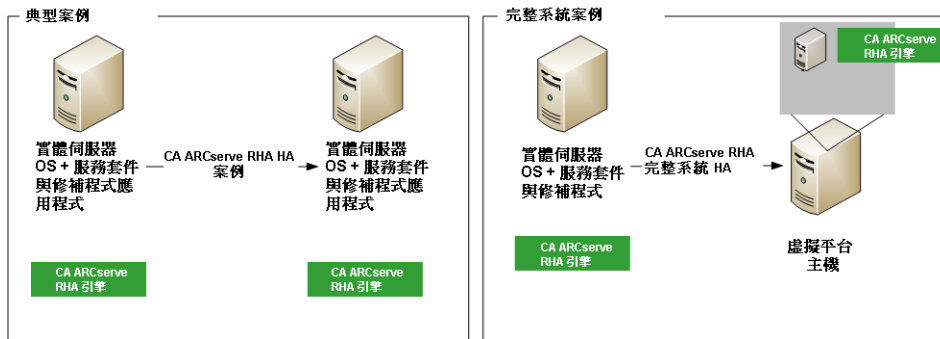 典型案例
實體伺服器
OS + 服務套件
與修補程式應
用程式
CA ARCserve RHA HA
案例
實體伺服器
OS + 服務套件
與修補程式應
用程式
CA ARCserve
RHA 引擎
CA ARCserve
RHA 引擎
完整系統案例
CA ARCserve
RHA 引擎
實體伺服器
OS + 服務套件
與修補程式
CA ARCserve RHA
完整系統 HA
虛擬平台
主機
CA ARCserve
RHA 引擎